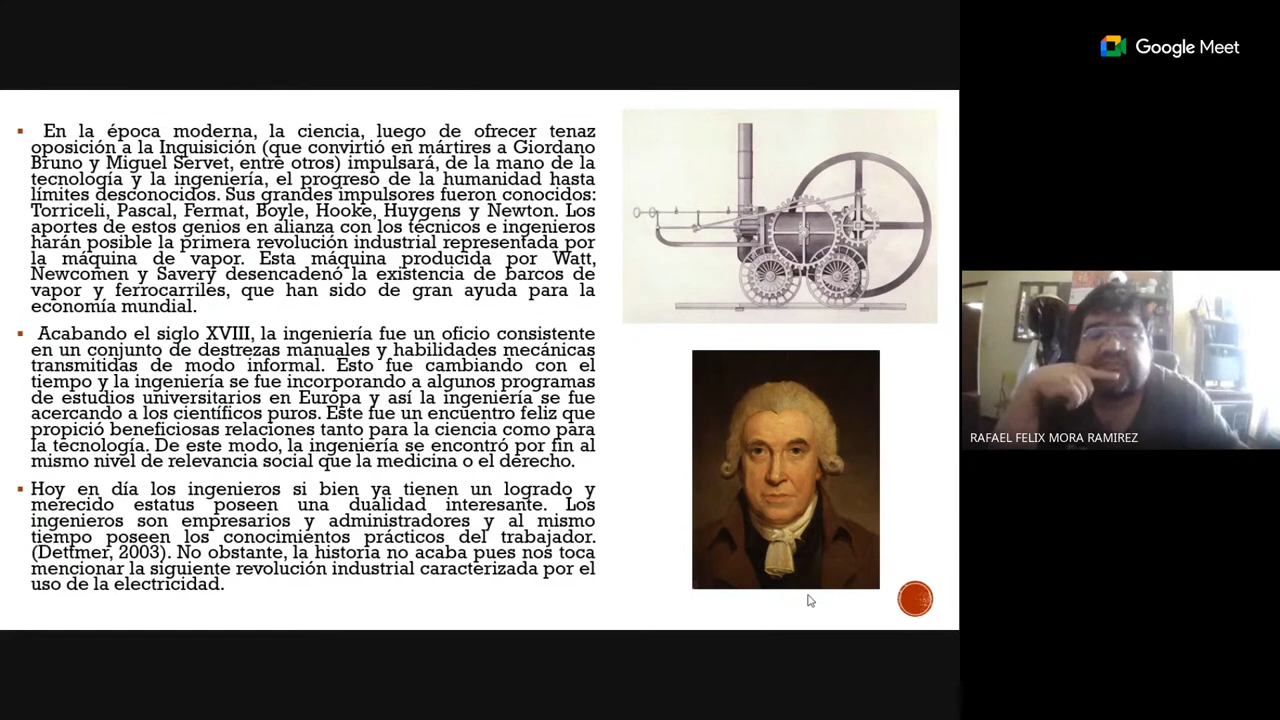 Google Meet
En la época moderna, la ciencia, luego de ofrecer tenaz
oposición a la Inquisición (que convirtió en mártires a Giordano
Bruno y Miguel Servet, entre otros) impulsará, de la mano de la
tecnología y la ingeniería, el progreso de la humanidad hasta
límites desconocidos. Sus grandes impulsores fueron conocidos:
Torriceli, Pascal, Fermat, Boyle, Hooke, Huygens y Newton. Los
aportes de estos genios en alianza con los técnicos e ingenieros
harán posible la primera revolución industrial representada por
la máquina de vapor. Esta máquina producida por Watt,
Newcomen y Savery desencadenó la existencia de barcos de
vapor y ferrocarriles, que han sido de gran ayuda para la
economía mundial.
Acabando el siglo XVIII, la ingeniería fue un oficio consistente
en un conjunto de destrezas manuales y habilidades mecánicas
transmitidas de modo informal. Esto fue cambiando con el
tiempo y la ingeniería se fue incorporando a algunos programas
de estudios universitarios en Europa y así la ingeniería se fue
acercando a los científicos puros. Este fue un encuentro feliz que
propició beneficiosas relaciones tanto para la ciencia como para
la tecnología. De este modo, la ingeniería se encontró por fin al
mismo nivel de relevancia social que la medicina o el derecho.
Hoy en día los ingenieros si bien ya tienen un logrado y
merecido estatus poseen una dualidad interesante. Los
ingenieros son empresarios y administradores y al mismo
tiempo poseen los conocimientos prácticos del trabajador.
(Dettmer, 2003). No obstante, la historia no acaba pues nos toca
mencionar la siguiente revolución industrial caracterizada por el
uso de la electricidad.
RAFAEL FELIX MORA RAMIREZ